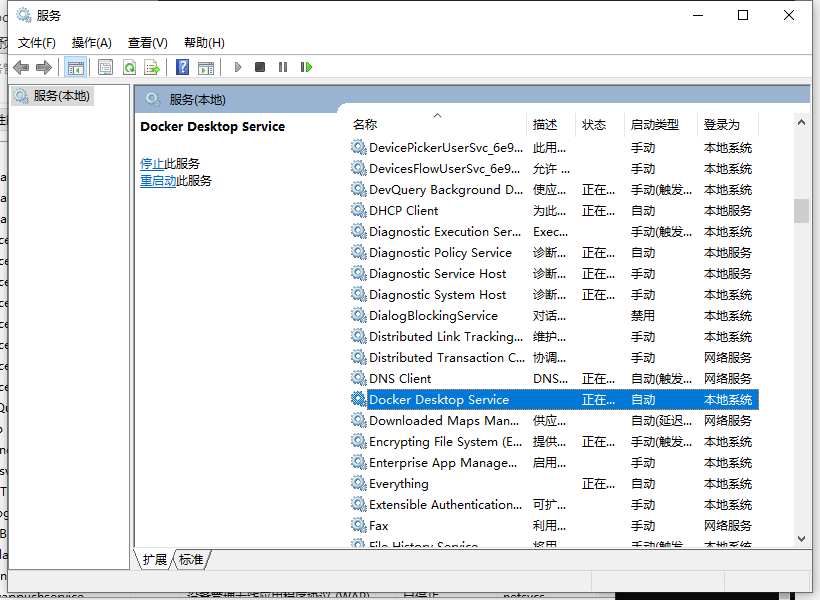 服务
文件(F) 操作(A) 查看(V) 帮助(H)
服务(本地)
服务(本地)
Docker Desktop Service
停止此服务
重启动此服务
名称 描述 状态 启动类型 登录为
DevicePickerUserSvc_6e9... 此用... 手动 本地系统
DevicesFlowUserSvc_6e9... 允许 ... 手动 本地系统
DevQuery Background D... 使应... 正在... 手动(触发... 本地系统
DHCP Client 为此... 正在... 自动 本地服务
Diagnostic Execution Ser... Exec... 手动(触发... 本地系统
Diagnostic Policy Service 诊断... 正在... 自动 本地服务
Diagnostic Service Host 诊断... 正在... 手动 本地服务
Diagnostic System Host 诊断... 正在... 手动 本地系统
DialogBlockingService 对话... 禁用 本地系统
Distributed Link Tracking... 维护... 手动 本地系统
Distributed Transaction C... 协调... 手动 网络服务
DNS Client DNS... 正在... 自动(触发... 网络服务
Docker Desktop Service 正在... 自动 本地系统
Downloaded Maps Man... 供应... 自动(延迟... 网络服务
Encrypting File System (E... 提供... 正在... 手动(触发... 本地系统
Enterprise App Manage... 启用... 手动 本地系统
Everything 正在... 自动 本地系统
Extensible Authentication... 可扩... 手动 本地系统
Fax 利用... 手动 网络服务
File History Service 将用... 手动(触发... 本地系统
扩展 标准